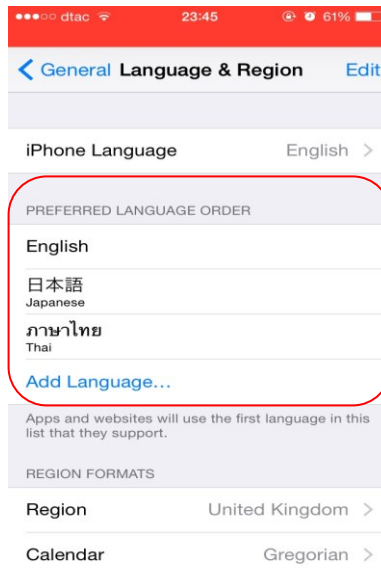 dtac 23:45 61%
General Language & Region Edit
iPhone Language English
PREFERRED LANGUAGE ORDER
English
日本語
Japanese
ภาษาไทย
Thai
Add Language...
Apps and websites will use the first language in this
list that they support.
REGION FORMATS
Region United Kingdom
Calendar Gregorian